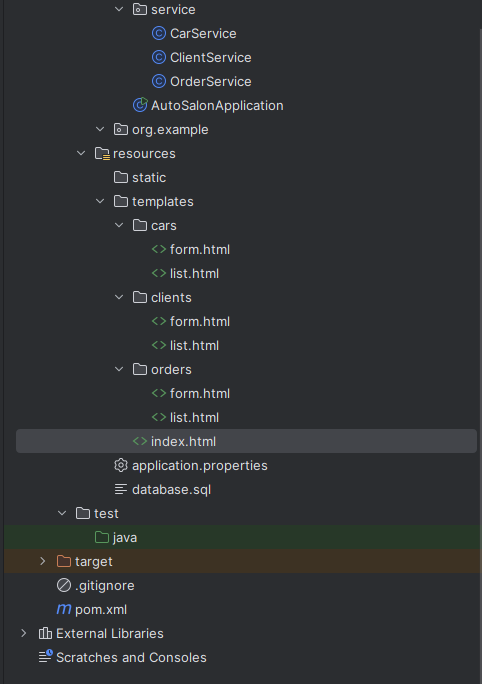 service
CarService
ClientService
OrderService
AutoSalonApplication
org.example
resources
static
templates
cars
form.html
list.html
clients
form.html
list.html
orders
form.html
list.html
index.html
application.properties
database.sql
test
java
target
.gitignore
pom.xml
External Libraries
Scratches and Consoles